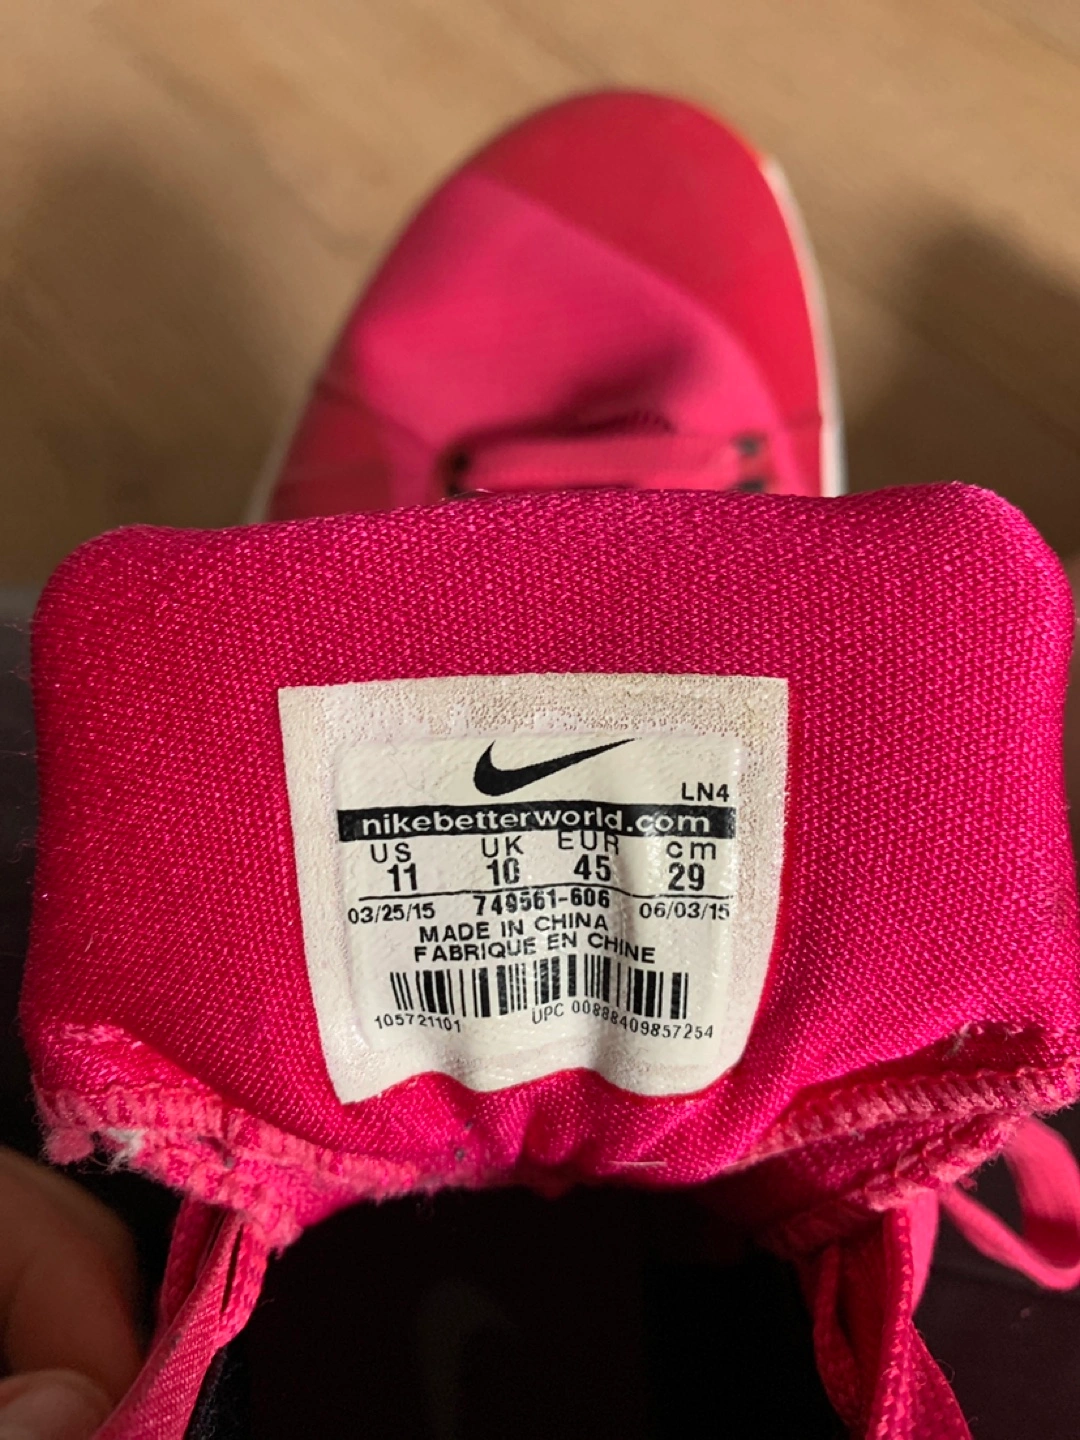 LN4
nikebetterworld.com
US UK EUR cm
11 10 45 29
03/25/15 749561-606 06/03/15
MADE IN CHINA
FABRIQUE EN CHINE
105721101 UPC 00888409857254